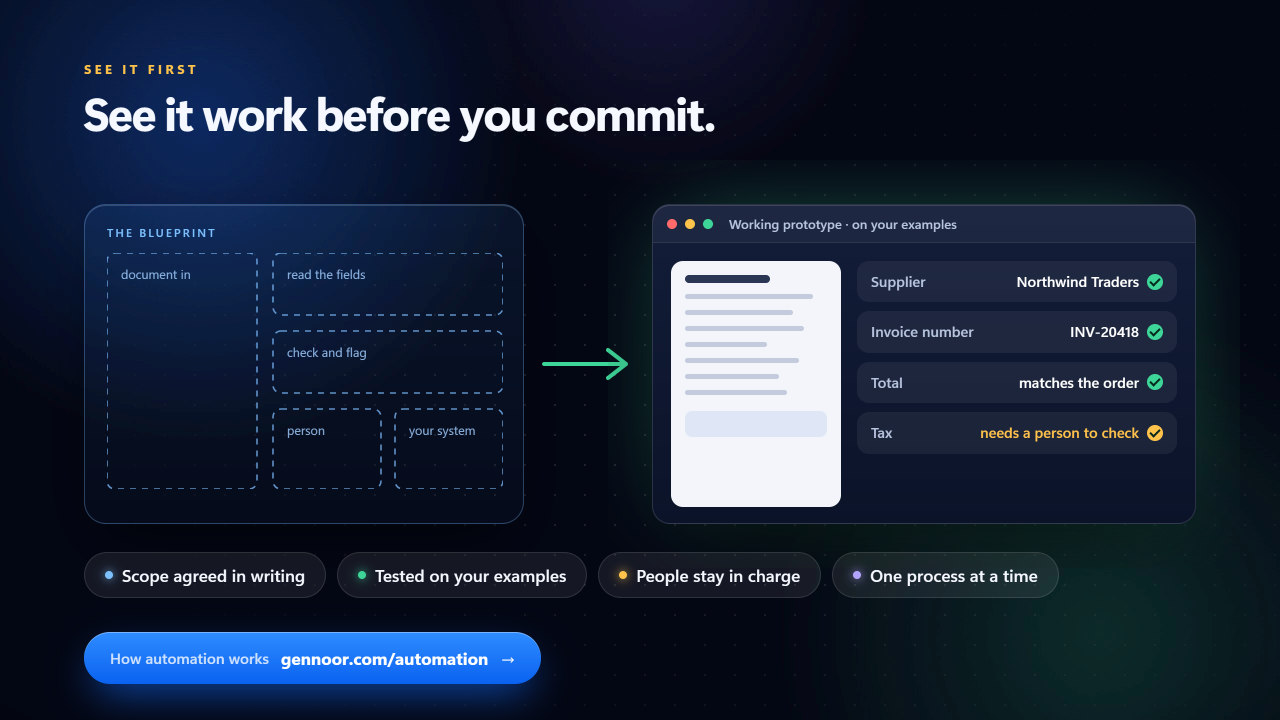 SEE IT FIRST
See it work before you commit.
THE BLUEPRINT
document in
read the fields
check and flag
person
your system
Working prototype · on your examples
Supplier Northwind Traders
Invoice number INV-20418
Total matches the order
Tax needs a person to check
Scope agreed in writing
Tested on your examples
People stay in charge
One process at a time
How automation works gennoor.com/automation →